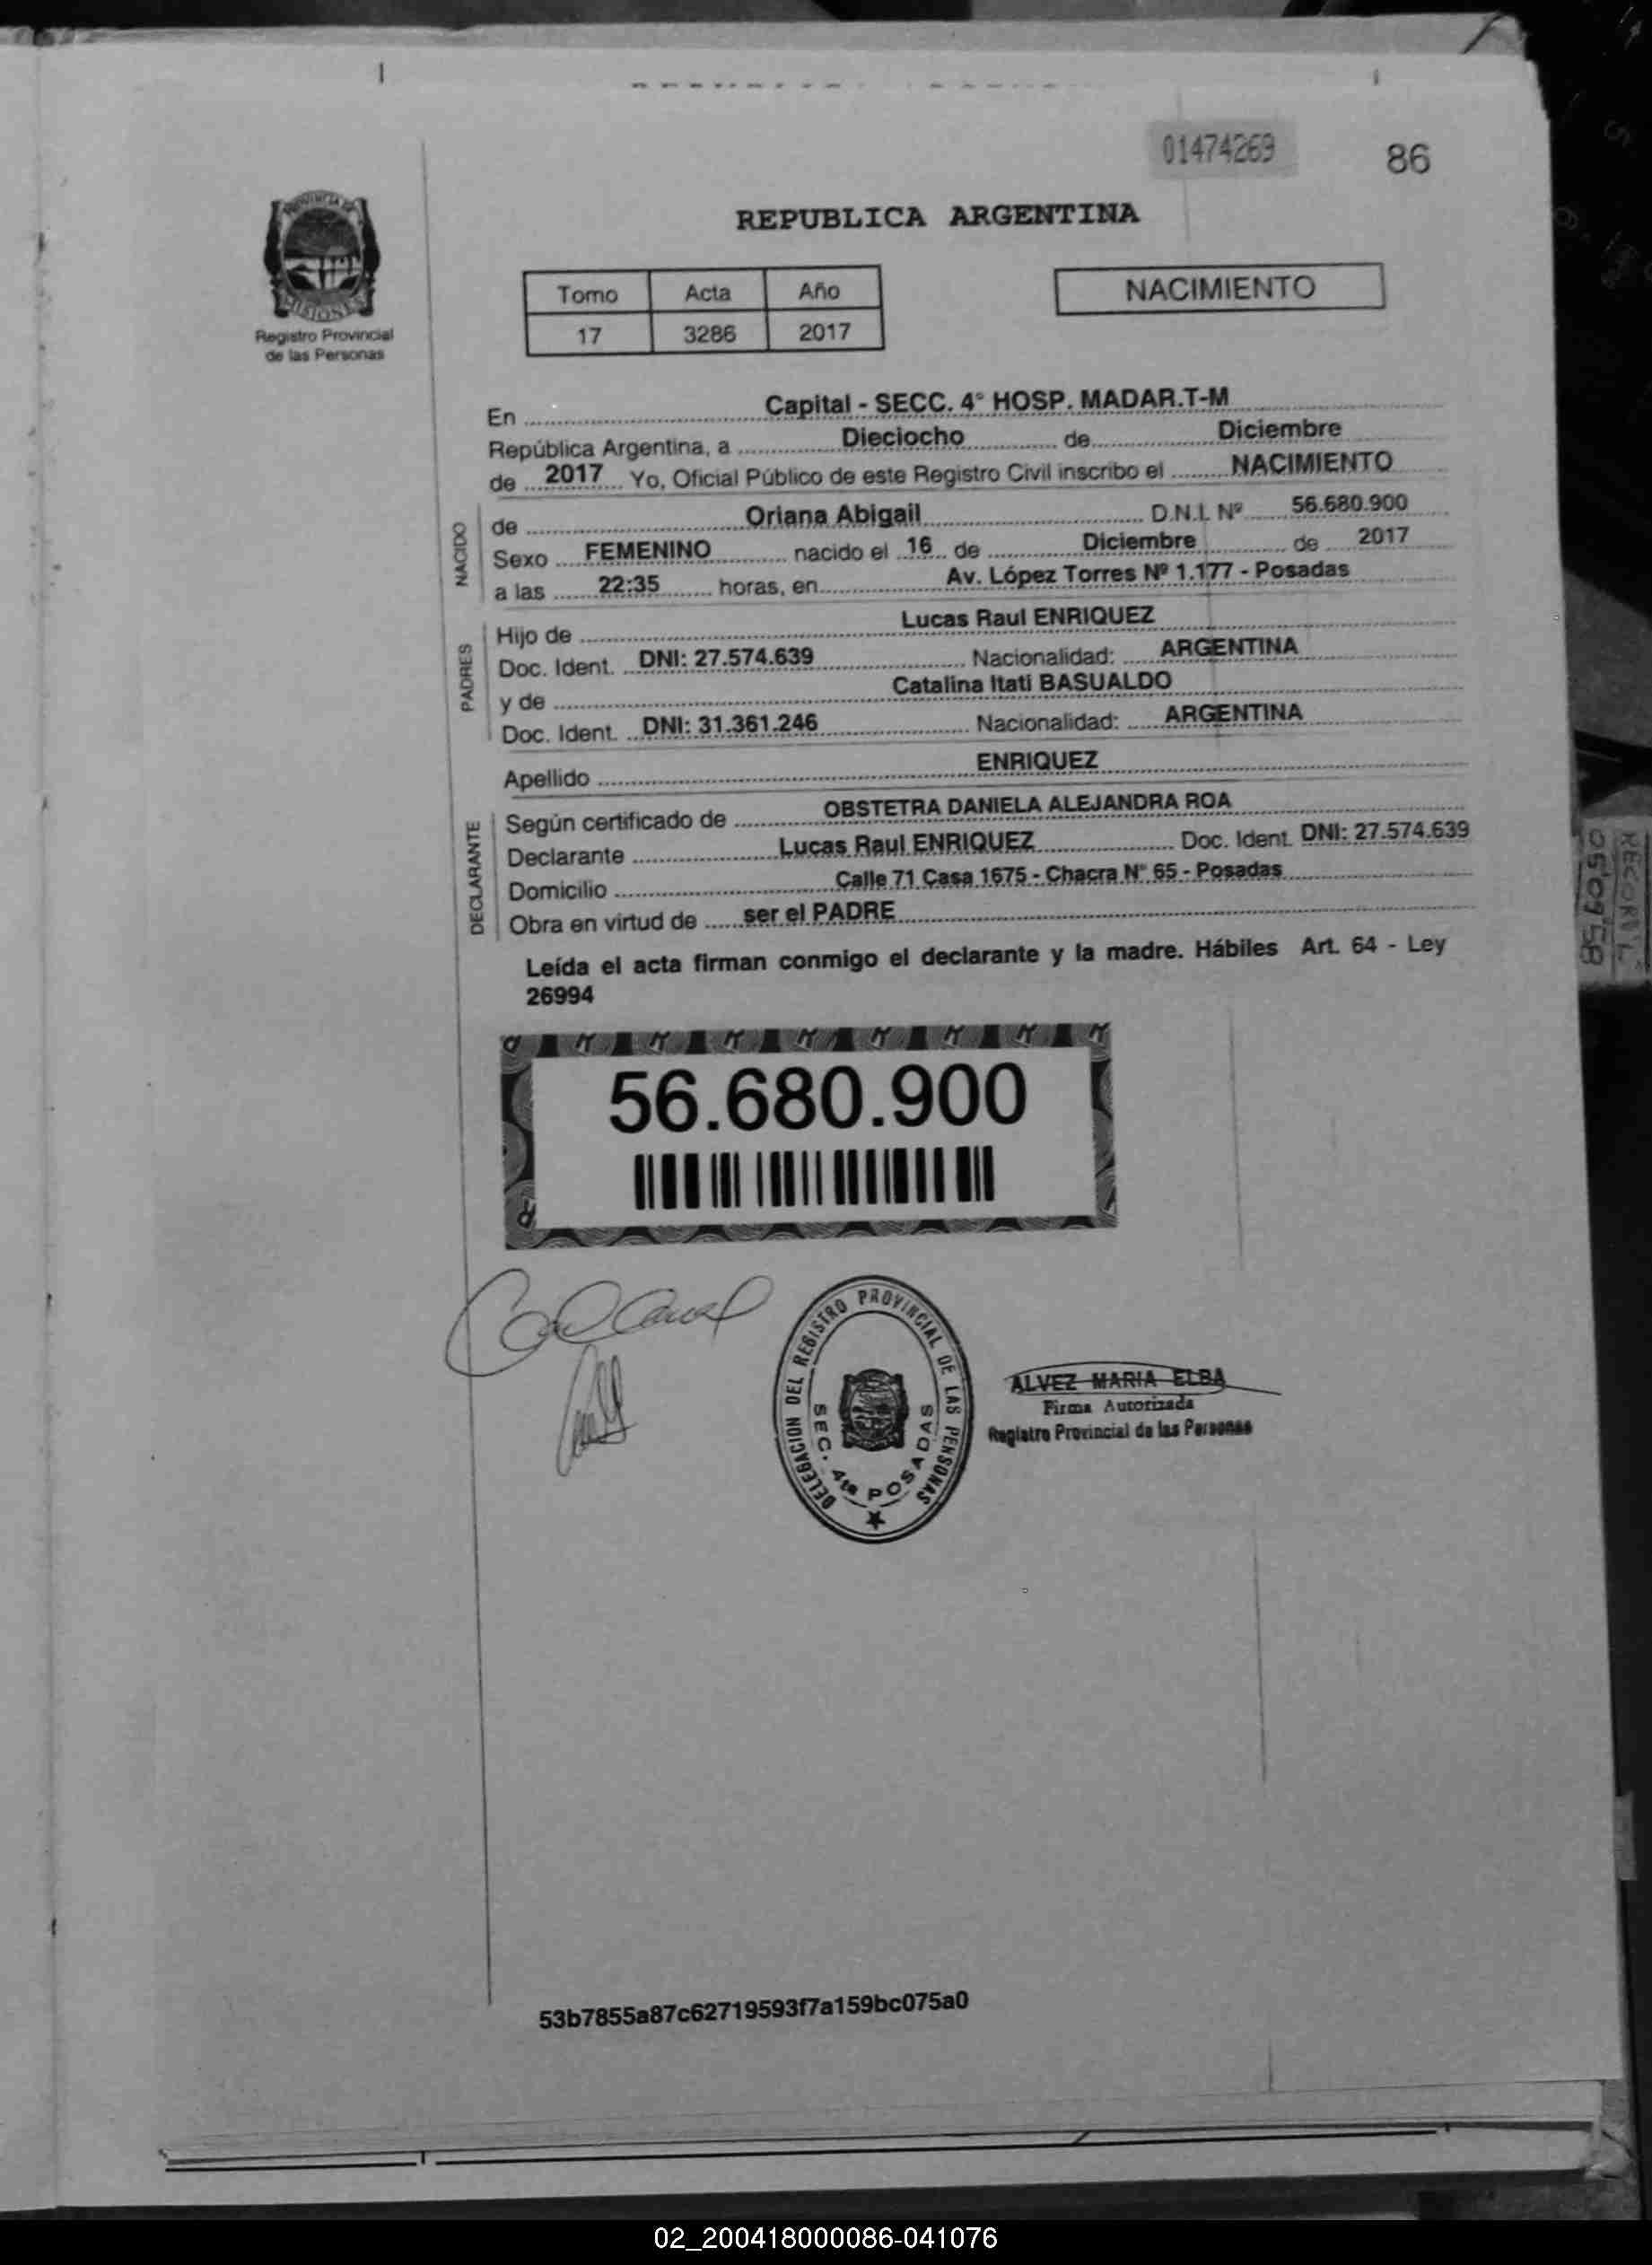 01474269
86
PROVINCIA DE
MISIONES
Registro Provincial
de las Personas
REPUBLICA ARGENTINA
Tomo Acta Año
17 3286 2017
NACIMIENTO
En Capital - SECC. 4° HOSP. MADAR.T-M
República Argentina, a Dieciocho de Diciembre
de 2017 Yo, Oficial Público de este Registro Civil inscribo el NACIMIENTO
NACIDO
de Oriana Abigail D.N.I. Nº 56.680.900
Sexo FEMENINO nacido el 16 de Diciembre de 2017
a las 22:35 horas, en Av. López Torres Nº 1.177 - Posadas
PADRES
Hijo de Lucas Raul ENRIQUEZ
Doc. Ident. DNI: 27.574.639 Nacionalidad: ARGENTINA
y de Catalina Itati BASUALDO
Doc. Ident. DNI: 31.361.246 Nacionalidad: ARGENTINA
Apellido ENRIQUEZ
DECLARANTE
Según certificado de OBSTETRA DANIELA ALEJANDRA ROA
Declarante Lucas Raul ENRIQUEZ Doc. Ident. DNI: 27.574.639
Domicilio Calle 71 Casa 1675 - Chacra N° 65 - Posadas
Obra en virtud de ser el PADRE
Leída el acta firman conmigo el declarante y la madre. Hábiles Art. 64 - Ley
26994
56.680.900
DELEGACION DEL REGISTRO PROVINCIAL DE LAS PERSONAS
SEC. 4ta POSADAS
ALVEZ MARIA ELBA
Firma Autorizada
Registro Provincial de las Personas
53b7855a87c62719593f7a159bc075a0
02_200418000086-041076